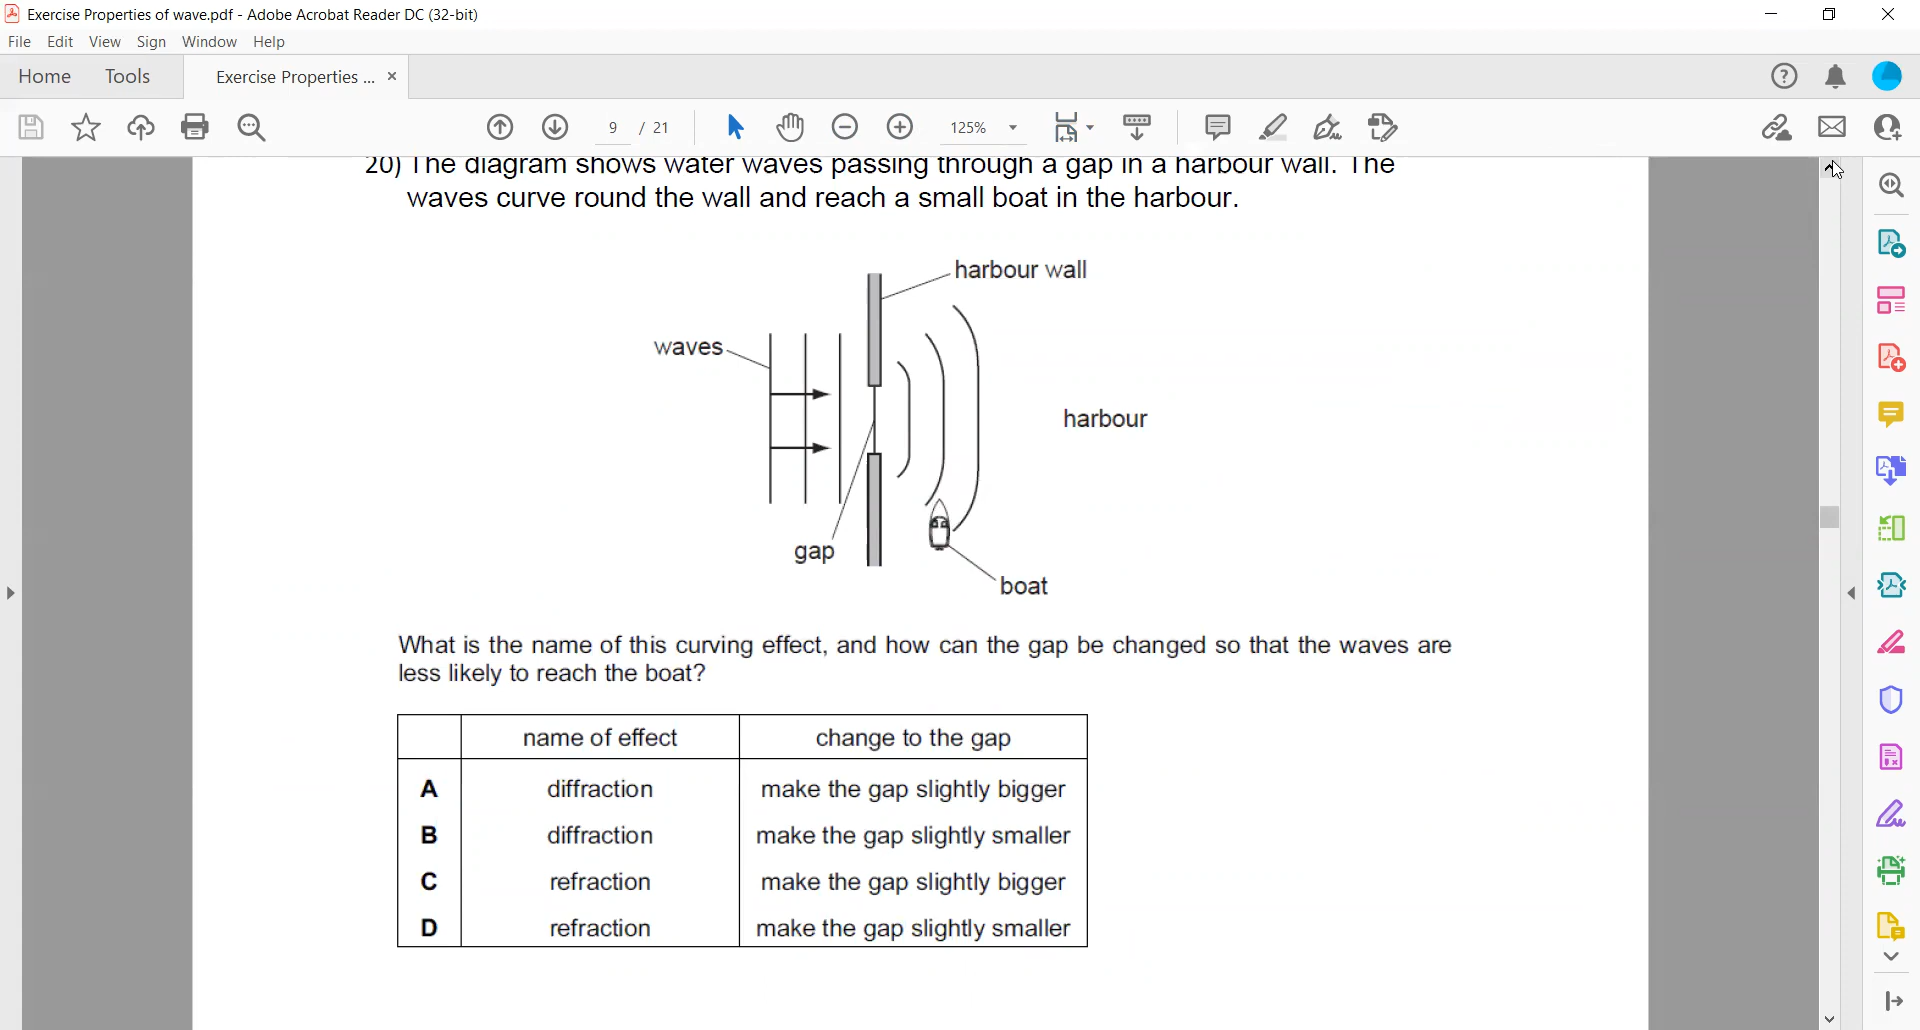 Exercise Properties of wave.pdf - Adobe Acrobat Reader DC (32-bit)
File Edit View Sign Window Help
Home Tools Exercise Properties ... ×
9 / 21 125%
20) The diagram shows water waves passing through a gap in a harbour wall. The
waves curve round the wall and reach a small boat in the harbour.
harbour wall
waves
harbour
gap
boat
What is the name of this curving effect, and how can the gap be changed so that the waves are
less likely to reach the boat?
name of effect change to the gap
A diffraction make the gap slightly bigger
B diffraction make the gap slightly smaller
C refraction make the gap slightly bigger
D refraction make the gap slightly smaller